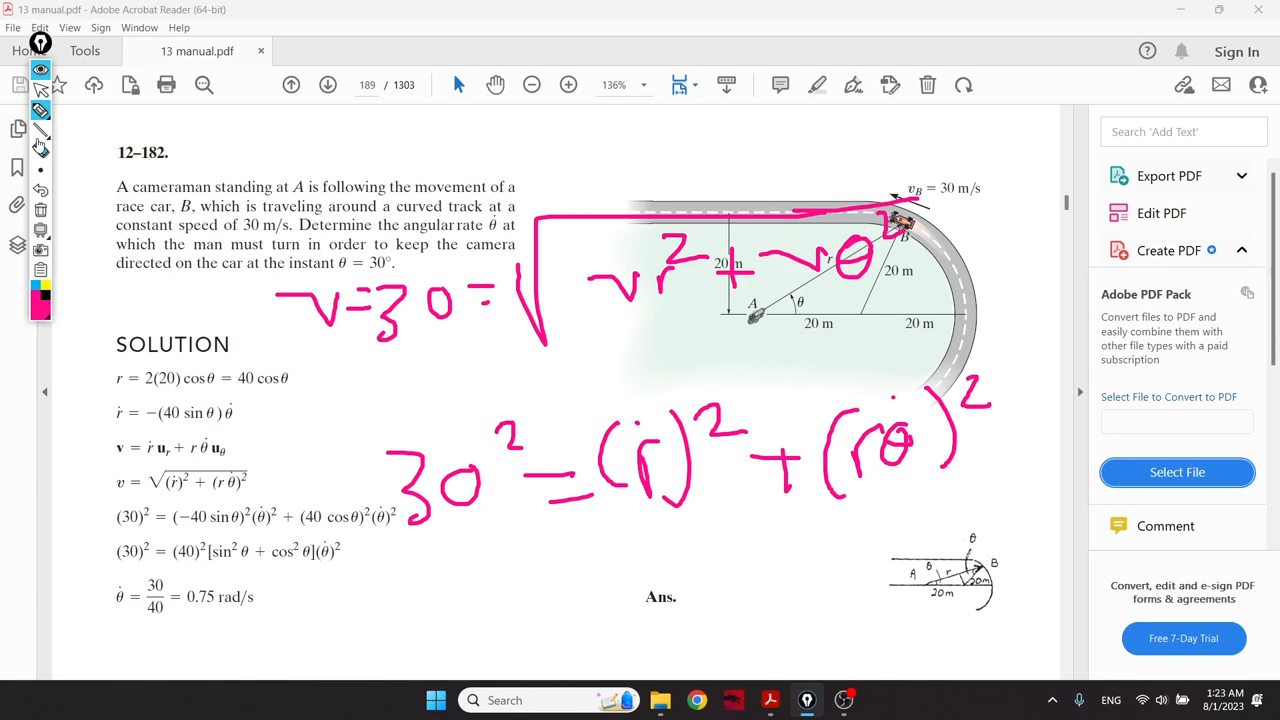 13 manual.pdf - Adobe Acrobat Reader (64-bit)
File Edit View Sign Window Help
Tools
13 manual.pdf
Sign In
189 / 1303
136%
12–182.
A cameraman standing at A is following the movement of a
race car, B, which is traveling around a curved track at a
constant speed of 30 m/s. Determine the angular rate θ̇ at
which the man must turn in order to keep the camera
directed on the car at the instant θ = 30°.
v_B = 30 m/s
B
20 m
r
20 m
A
θ
20 m
20 m
v = 30 = √(vr² + vθ²)
SOLUTION
r = 2(20) cos θ = 40 cos θ
ṙ = −(40 sin θ) θ̇
v = ṙ u_r + r θ̇ u_θ
v = √((ṙ)² + (r θ̇)²)
(30)² = (−40 sin θ)² (θ̇)² + (40 cos θ)² (θ̇)²
(30)² = (40)² [sin² θ + cos² θ] (θ̇)²
θ̇ = 30/40 = 0.75 rad/s
Ans.
30² = (ṙ)² + (rθ̇)²
θ
A
θ
r
B
20m
20m
Search 'Add Text'
Export PDF
Edit PDF
Create PDF
Adobe PDF Pack
Convert files to PDF and
easily combine them with
other file types with a paid
subscription
Select File to Convert to PDF
Select File
Comment
Convert, edit and e-sign PDF
forms & agreements
Free 7-Day Trial
Search
ENG
1:23 AM
8/1/2023